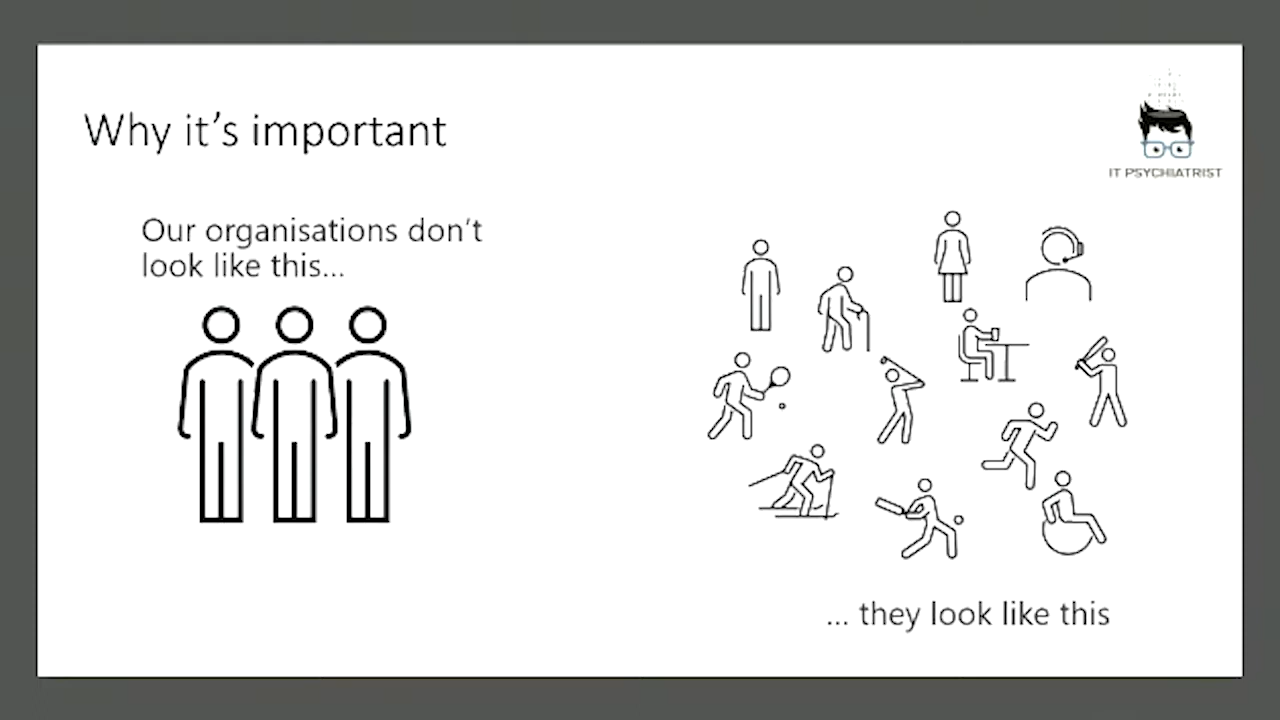 Why it's important
IT PSYCHIATRIST
Our organisations don't
look like this...
... they look like this